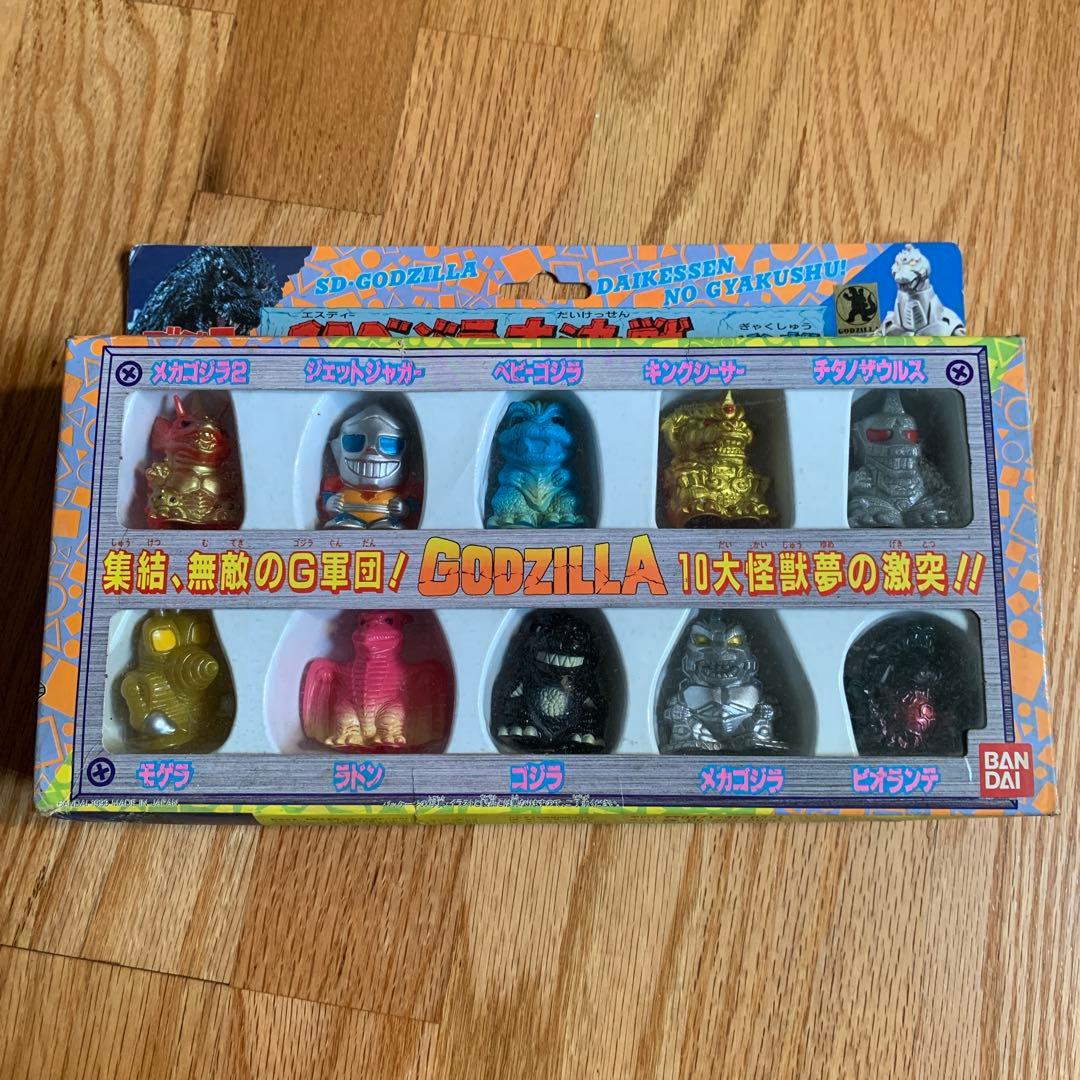 SD-GODZILLA
DAIKESSEN
NO GYAKUSHU!
エスディー
だいけっせん
ぎゃくしゅう
GODZILLA
メカゴジラ2
ジェットジャガー
ベビーゴジラ
キングシーサー
チタノザウルス
しゅう けつ む てき ゴジラ ぐん だん
集結、無敵のG軍団!
GODZILLA
だい かい じゅう ゆめ げき とつ
10大怪獣夢の激突!!
モゲラ
ラドン
ゴジラ
メカゴジラ
ビオランテ
BAN
DAI
MADE IN JAPAN